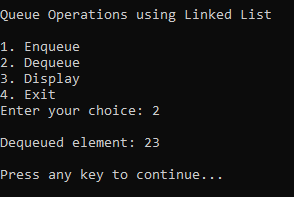 Queue Operations using Linked List
1. Enqueue
2. Dequeue
3. Display
4. Exit
Enter your choice: 2
Dequeued element: 23
Press any key to continue...